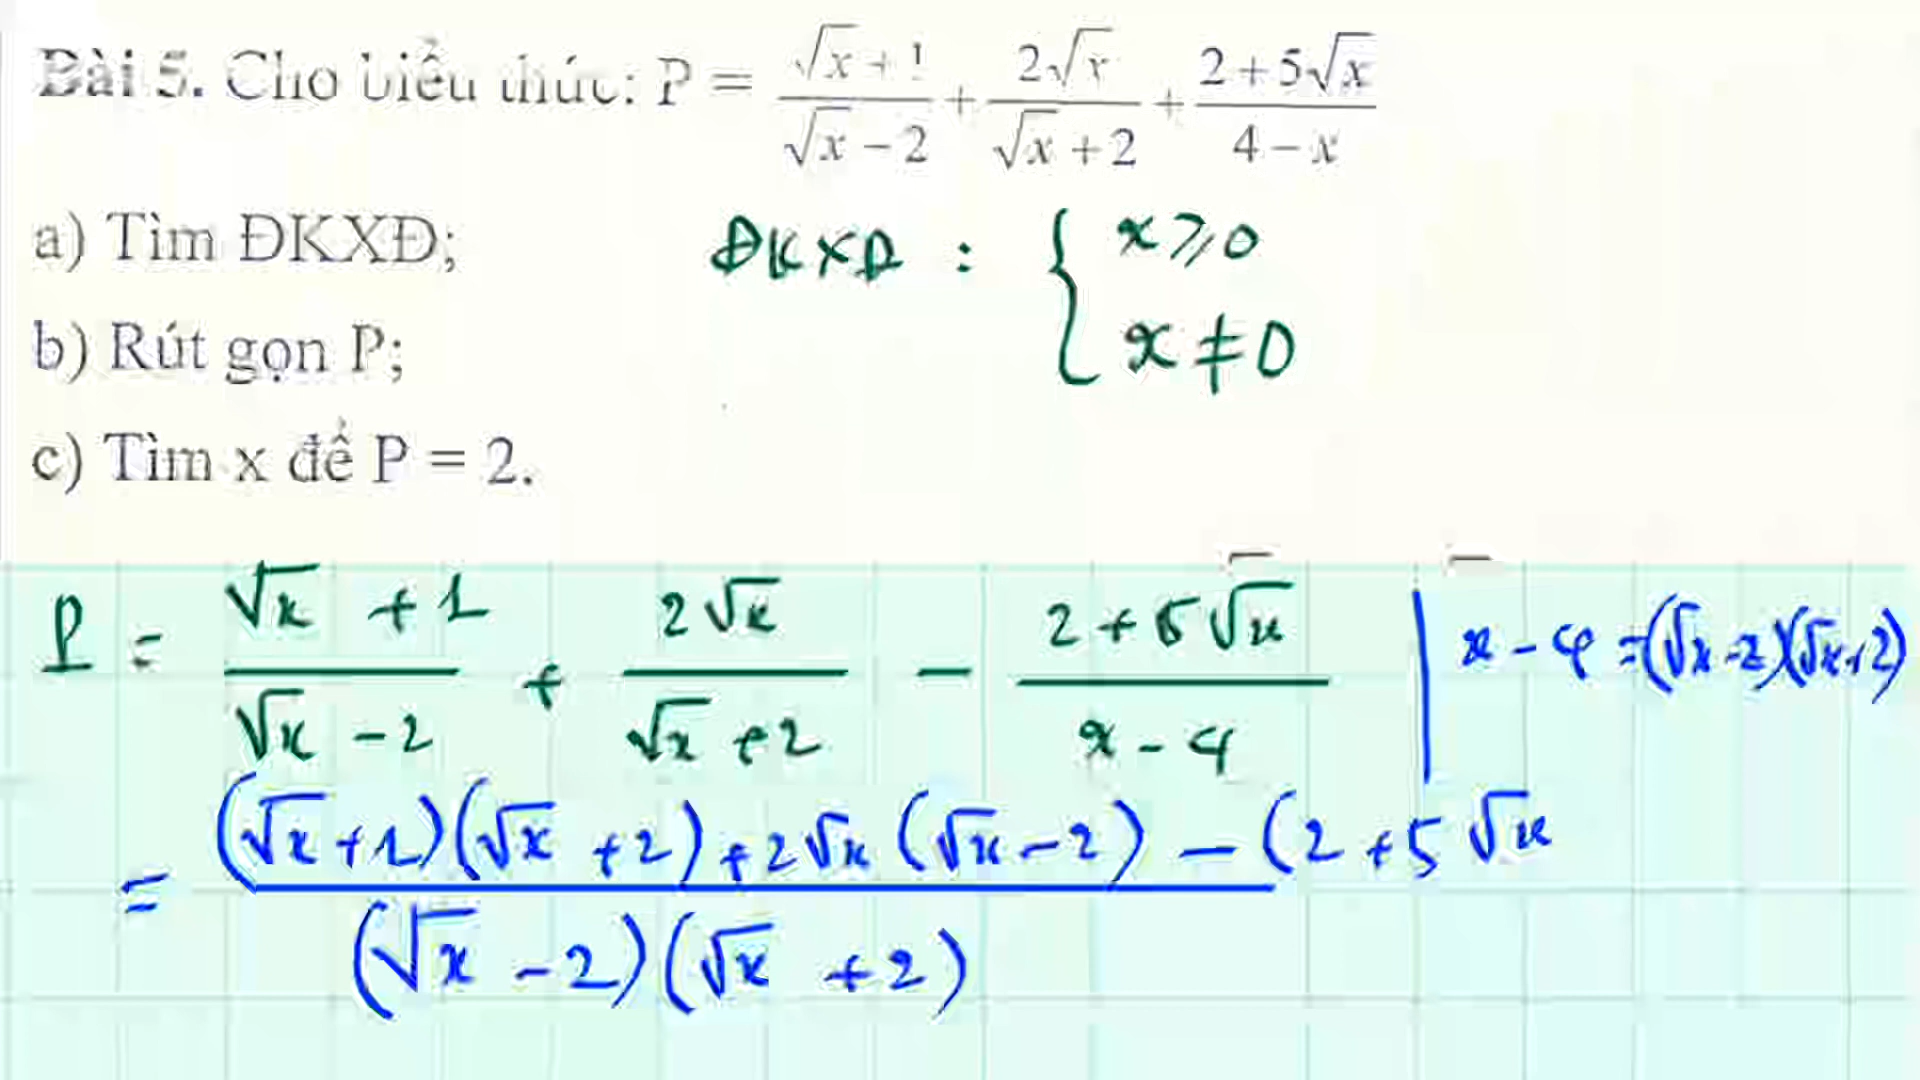 Bài 5. Cho biểu thức: P = (√x + 1)/(√x − 2) + 2√x/(√x + 2) + (2 + 5√x)/(4 − x)
a) Tìm ĐKXĐ; ĐKXĐ : { x ⩾ 0
x ≠ 0
b) Rút gọn P;
c) Tìm x để P = 2.
P = (√x + 1)/(√x − 2) + 2√x/(√x + 2) − (2 + 5√x)/(x − 4) | x − 4 = (√x − 2)(√x + 2)
= ((√x + 1)(√x + 2) + 2√x (√x − 2) − (2 + 5√x)/((√x − 2)(√x + 2))